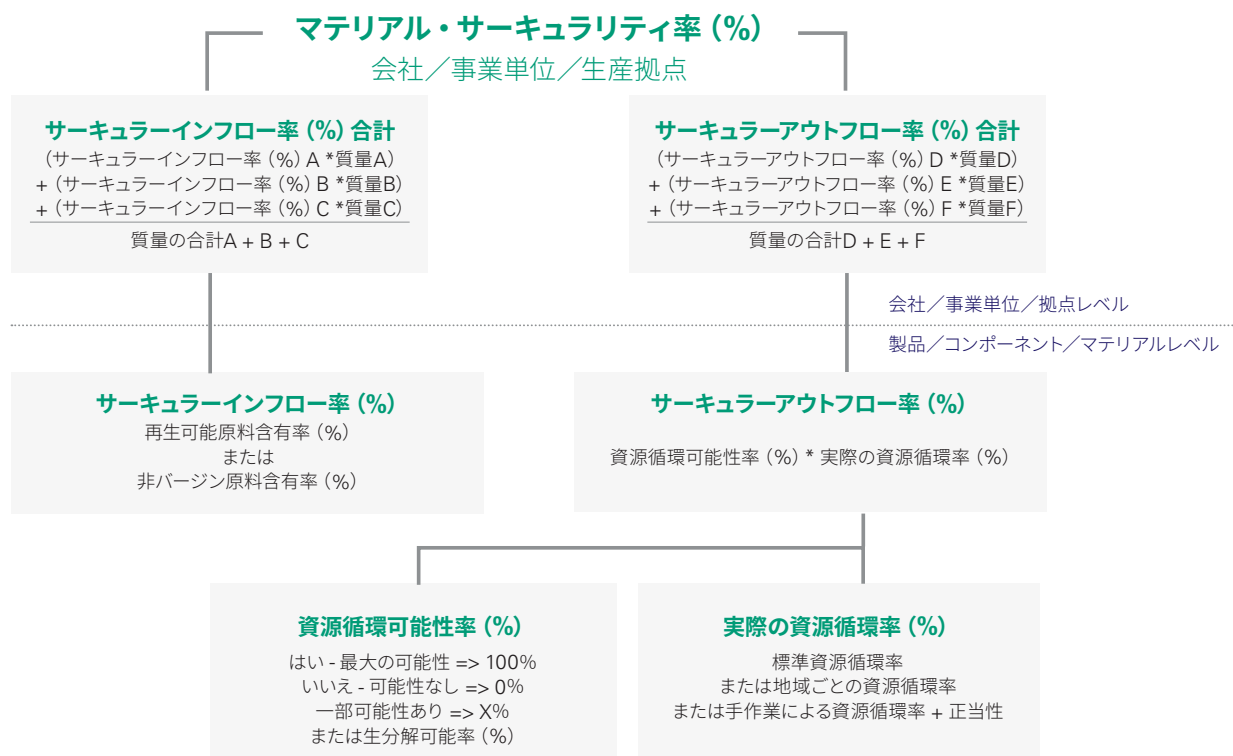 マテリアル・サーキュラリティ率（%）
会社／事業単位／生産拠点
サーキュラーインフロー率（%）合計
（サーキュラーインフロー率（%）A *質量A）
+（サーキュラーインフロー率（%）B *質量B）
+（サーキュラーインフロー率（%）C *質量C）
質量の合計A + B + C
サーキュラーアウトフロー率（%）合計
（サーキュラーアウトフロー率（%）D *質量D）
+（サーキュラーアウトフロー率（%）E *質量E）
+（サーキュラーアウトフロー率（%）F *質量F）
質量の合計D + E + F
会社／事業単位／拠点レベル
製品／コンポーネント／マテリアルレベル
サーキュラーインフロー率（%）
再生可能原料含有率（%）
または
非バージン原料含有率（%）
サーキュラーアウトフロー率（%）
資源循環可能性率（%）* 実際の資源循環率（%）
資源循環可能性率（%）
はい - 最大の可能性 => 100%
いいえ - 可能性なし => 0%
一部可能性あり => X%
または生分解可能率（%）
実際の資源循環率（%）
標準資源循環率
または地域ごとの資源循環率
または手作業による資源循環率 + 正当性